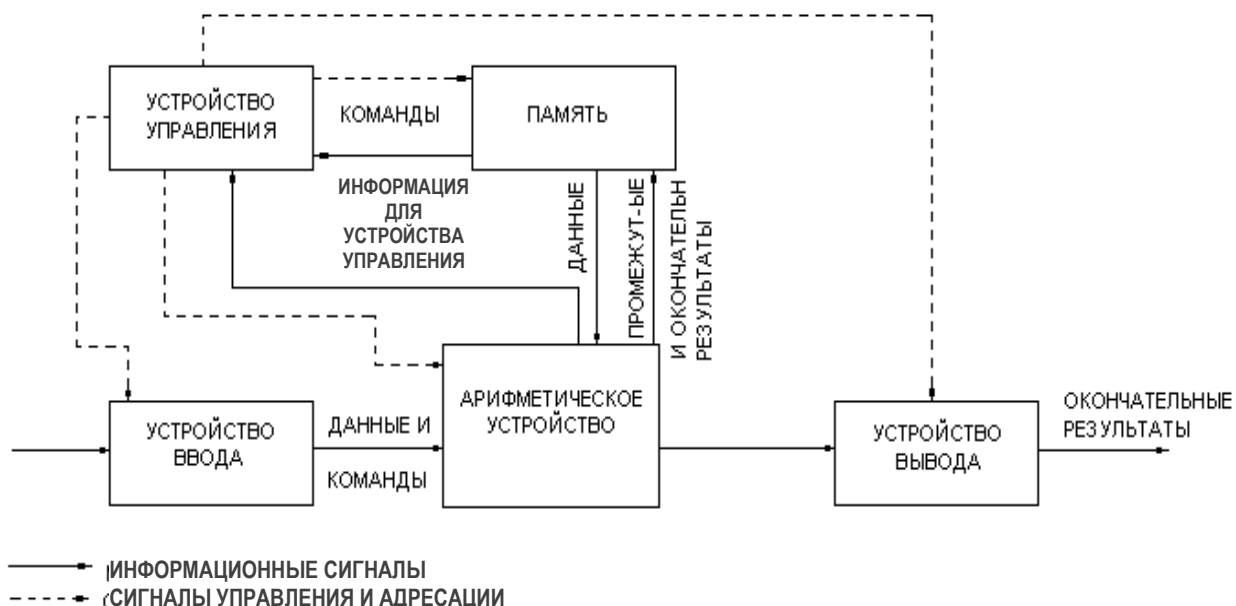 УСТРОЙСТВО
УПРАВЛЕНИЯ
КОМАНДЫ
ПАМЯТЬ
ИНФОРМАЦИЯ
ДЛЯ
УСТРОЙСТВА
УПРАВЛЕНИЯ
ДАННЫЕ
ПРОМЕЖУТ-ЫЕ
И ОКОНЧАТЕЛЬН
РЕЗУЛЬТАТЫ
УСТРОЙСТВО
ВВОДА
ДАННЫЕ И
КОМАНДЫ
АРИФМЕТИЧЕСКОЕ
УСТРОЙСТВО
УСТРОЙСТВО
ВЫВОДА
ОКОНЧАТЕЛЬНЫЕ
РЕЗУЛЬТАТЫ
ИНФОРМАЦИОННЫЕ СИГНАЛЫ
СИГНАЛЫ УПРАВЛЕНИЯ И АДРЕСАЦИИ